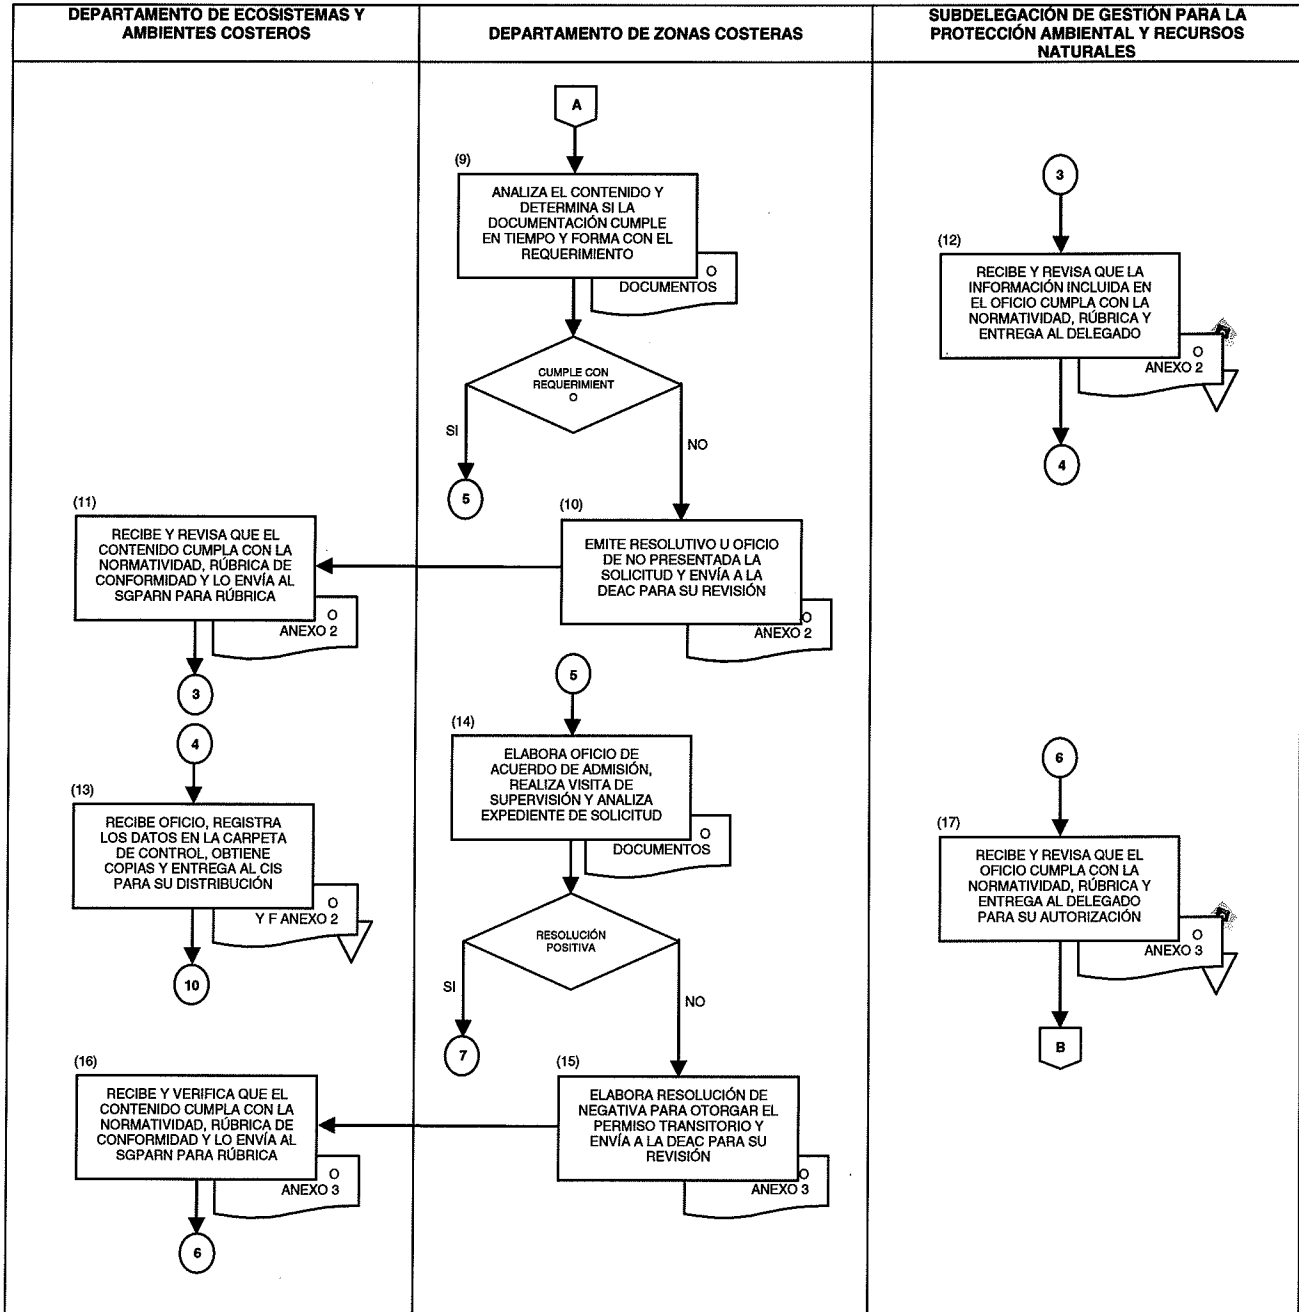 DEPARTAMENTO DE ECOSISTEMAS Y
AMBIENTES COSTEROS
DEPARTAMENTO DE ZONAS COSTERAS
SUBDELEGACIÓN DE GESTIÓN PARA LA
PROTECCIÓN AMBIENTAL Y RECURSOS
NATURALES
A
(9)
ANALIZA EL CONTENIDO Y
DETERMINA SI LA
DOCUMENTACIÓN CUMPLE
EN TIEMPO Y FORMA CON EL
REQUERIMIENTO
O
DOCUMENTOS
CUMPLE CON
REQUERIMIENT
O
SI
NO
5
3
(12)
RECIBE Y REVISA QUE LA
INFORMACIÓN INCLUIDA EN
EL OFICIO CUMPLA CON LA
NORMATIVIDAD, RÚBRICA Y
ENTREGA AL DELEGADO
O
ANEXO 2
4
(11)
RECIBE Y REVISA QUE EL
CONTENIDO CUMPLA CON LA
NORMATIVIDAD, RÚBRICA DE
CONFORMIDAD Y LO ENVÍA AL
SGPARN PARA RÚBRICA
O
ANEXO 2
3
(10)
EMITE RESOLUTIVO U OFICIO
DE NO PRESENTADA LA
SOLICITUD Y ENVÍA A LA
DEAC PARA SU REVISIÓN
O
ANEXO 2
4
(13)
RECIBE OFICIO, REGISTRA
LOS DATOS EN LA CARPETA
DE CONTROL, OBTIENE
COPIAS Y ENTREGA AL CIS
PARA SU DISTRIBUCIÓN
O
Y F ANEXO 2
10
5
(14)
ELABORA OFICIO DE
ACUERDO DE ADMISIÓN,
REALIZA VISITA DE
SUPERVISIÓN Y ANALIZA
EXPEDIENTE DE SOLICITUD
O
DOCUMENTOS
RESOLUCIÓN
POSITIVA
SI
NO
7
6
(17)
RECIBE Y REVISA QUE EL
OFICIO CUMPLA CON LA
NORMATIVIDAD, RÚBRICA Y
ENTREGA AL DELEGADO
PARA SU AUTORIZACIÓN
O
ANEXO 3
B
(16)
RECIBE Y VERIFICA QUE EL
CONTENIDO CUMPLA CON LA
NORMATIVIDAD, RÚBRICA DE
CONFORMIDAD Y LO ENVÍA AL
SGPARN PARA RÚBRICA
O
ANEXO 3
6
(15)
ELABORA RESOLUCIÓN DE
NEGATIVA PARA OTORGAR EL
PERMISO TRANSITORIO Y
ENVÍA A LA DEAC PARA SU
REVISIÓN
O
ANEXO 3